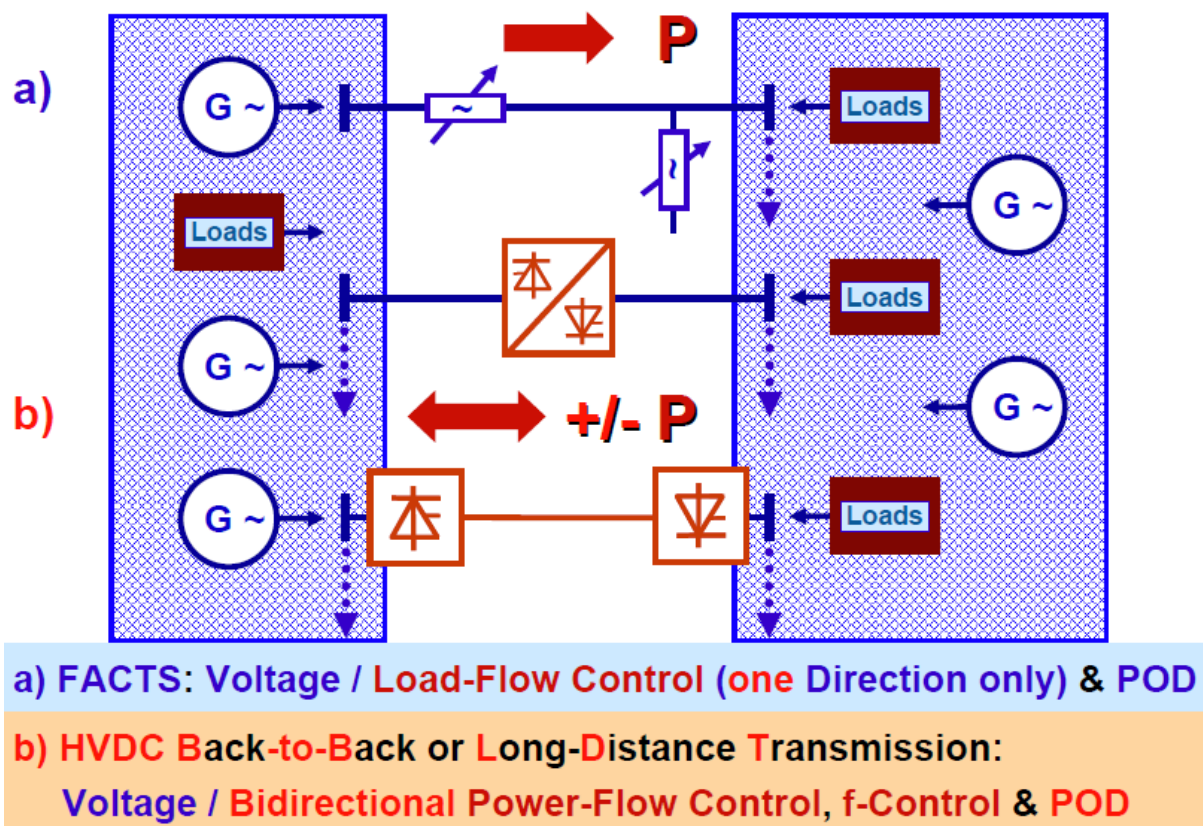 P
a)
G ~
~
Loads
~
G ~
Loads
Loads
G ~
G ~
b)
+/- P
G ~
Loads
a) FACTS: Voltage / Load-Flow Control (one Direction only) & POD
b) HVDC Back-to-Back or Long-Distance Transmission:
Voltage / Bidirectional Power-Flow Control, f-Control & POD